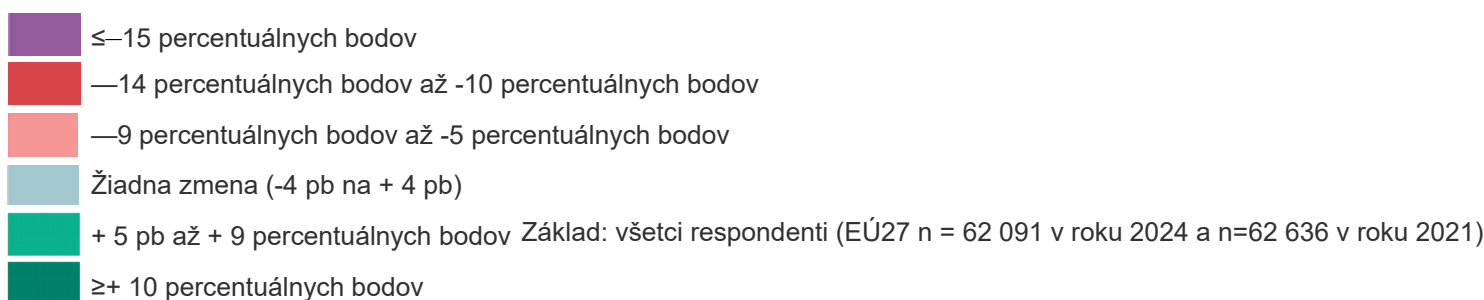 ≤–15 percentuálnych bodov
—14 percentuálnych bodov až -10 percentuálnych bodov
—9 percentuálnych bodov až -5 percentuálnych bodov
Žiadna zmena (-4 pb na + 4 pb)
+ 5 pb až + 9 percentuálnych bodov Základ: všetci respondenti (EÚ27 n = 62 091 v roku 2024 a n=62 636 v roku 2021)
≥+ 10 percentuálnych bodov